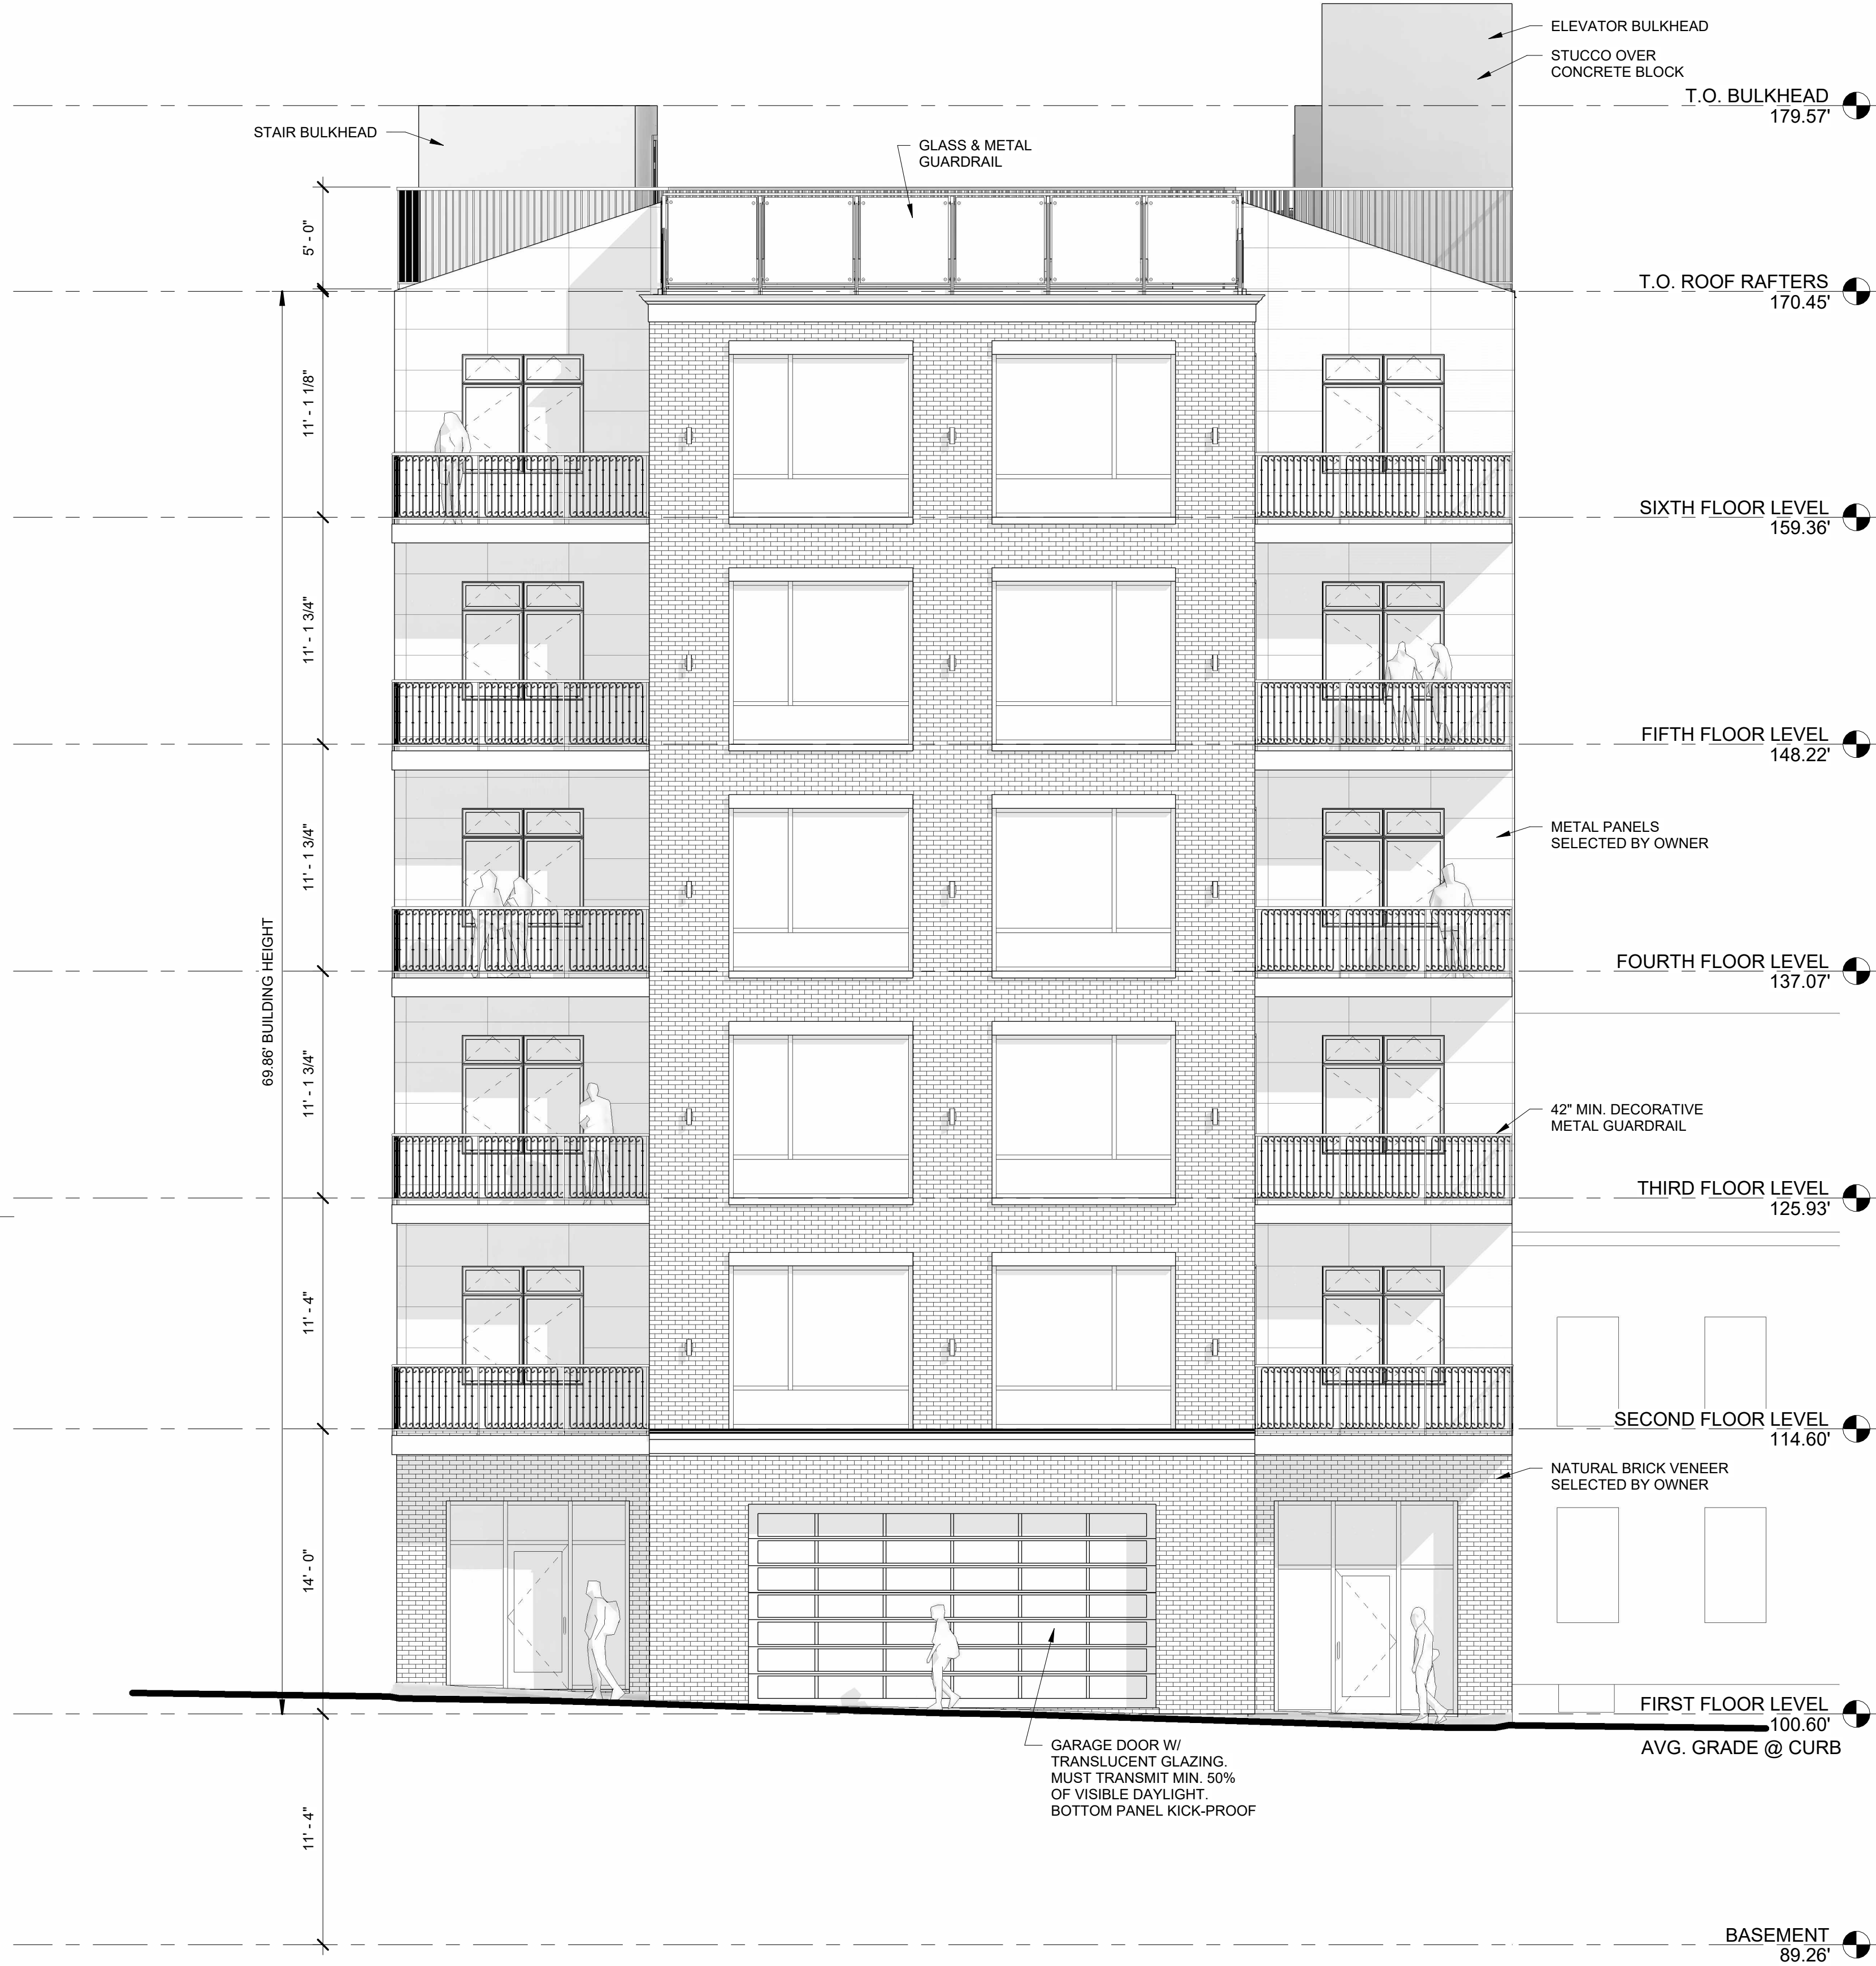 ELEVATOR BULKHEAD
STUCCO OVER
CONCRETE BLOCK
T.O. BULKHEAD
179.57'
STAIR BULKHEAD
GLASS & METAL
GUARDRAIL
5' - 0"
T.O. ROOF RAFTERS
170.45'
11' - 1 1/8"
SIXTH FLOOR LEVEL
159.36'
11' - 1 3/4"
FIFTH FLOOR LEVEL
148.22'
METAL PANELS
SELECTED BY OWNER
11' - 1 3/4"
FOURTH FLOOR LEVEL
137.07'
69.86' BUILDING HEIGHT
11' - 1 3/4"
42" MIN. DECORATIVE
METAL GUARDRAIL
THIRD FLOOR LEVEL
125.93'
11' - 4"
SECOND FLOOR LEVEL
114.60'
NATURAL BRICK VENEER
SELECTED BY OWNER
14' - 0"
FIRST FLOOR LEVEL
100.60'
AVG. GRADE @ CURB
GARAGE DOOR W/
TRANSLUCENT GLAZING.
MUST TRANSMIT MIN. 50%
OF VISIBLE DAYLIGHT.
BOTTOM PANEL KICK-PROOF
11' - 4"
BASEMENT
89.26'